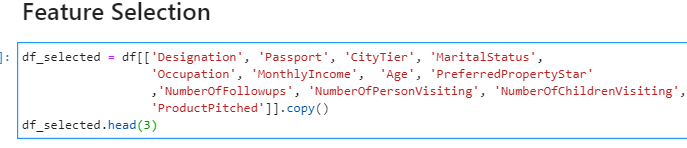 Feature Selection
]: df_selected = df[['Designation', 'Passport', 'CityTier', 'MaritalStatus',
'Occupation', 'MonthlyIncome',  'Age', 'PreferredPropertyStar'
,'NumberOfFollowups', 'NumberOfPersonVisiting', 'NumberOfChildrenVisiting',
'ProductPitched']].copy()
df_selected.head(3)